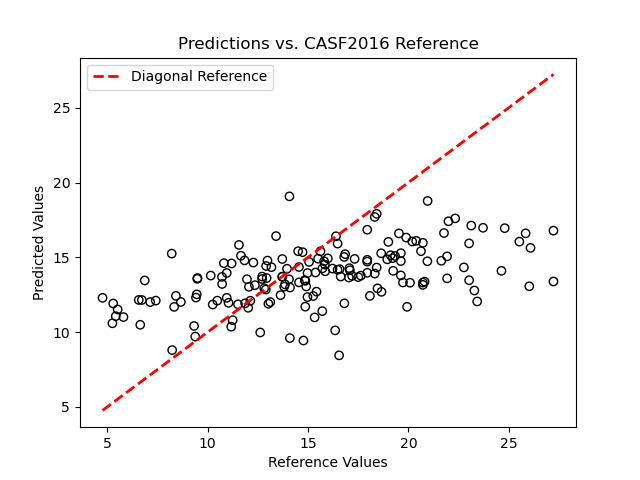 Predictions vs. CASF2016 Reference
Diagonal Reference
25
20
15
10
5
Predicted Values
5 10 15 20 25
Reference Values